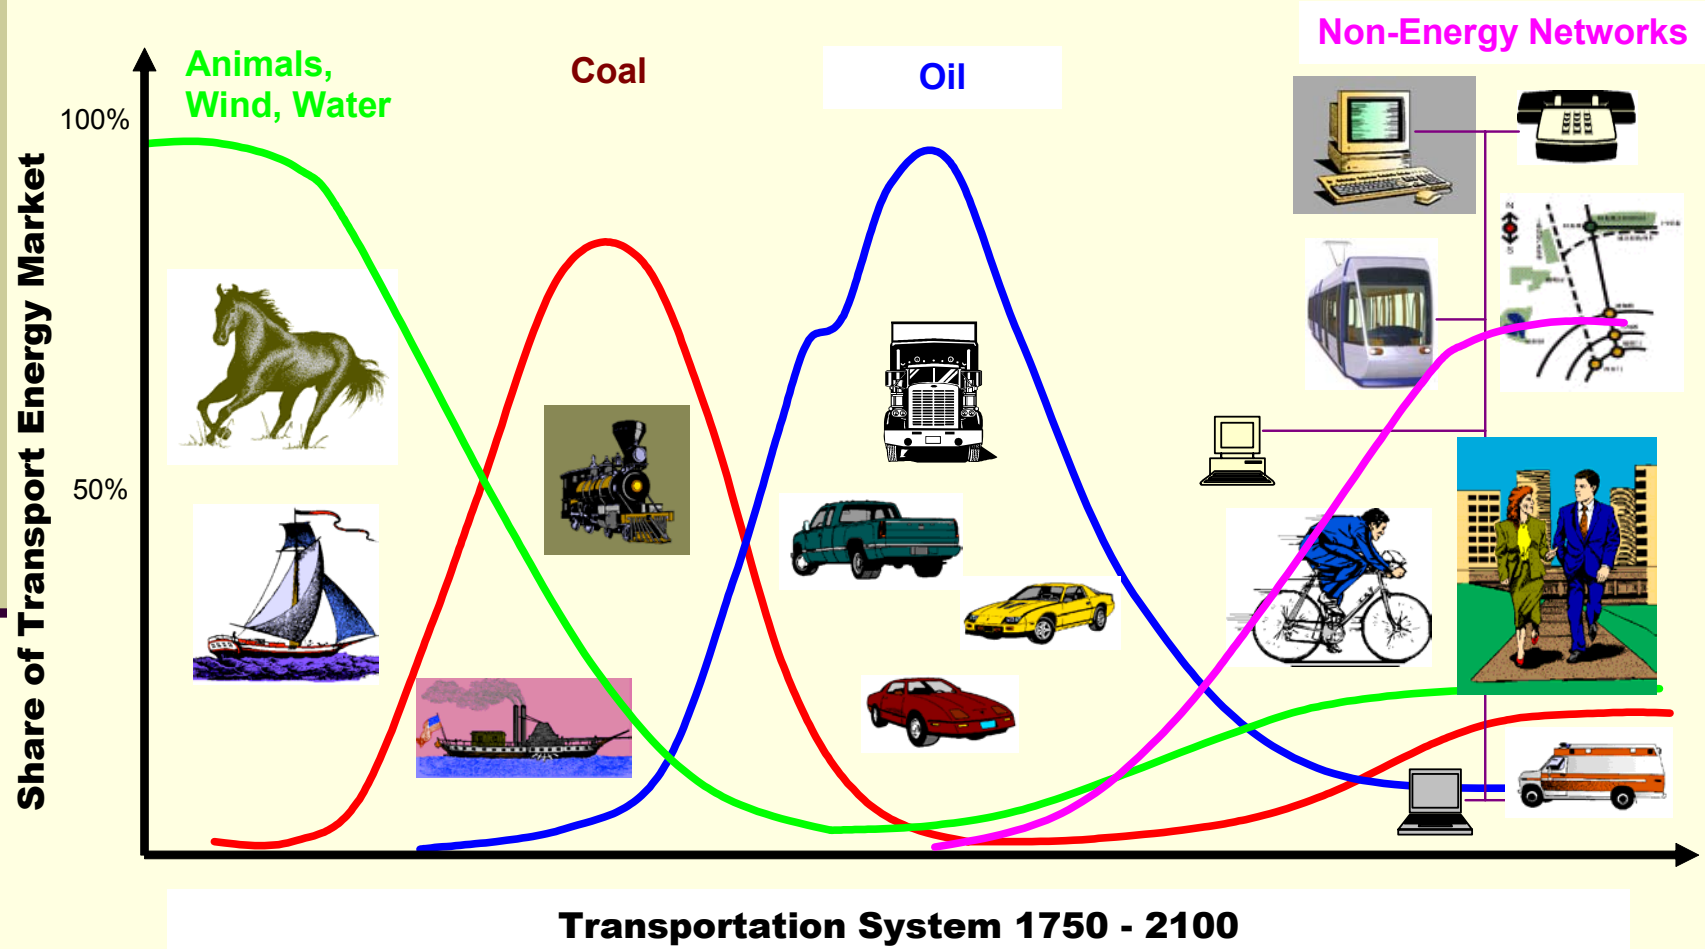 Non-Energy Networks
Animals,
Wind, Water
Coal
Oil
100%
50%
Share of Transport Energy Market
N
S
Transportation System 1750 - 2100